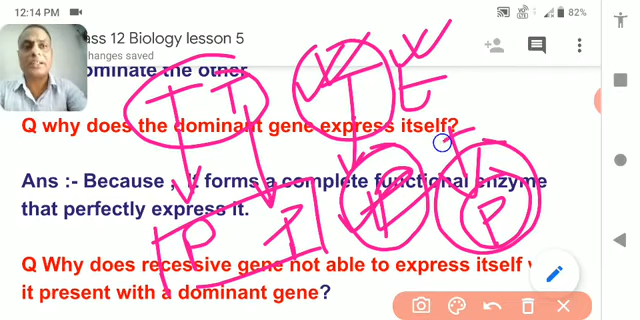 12:14 PM
82%
ass 12 Biology lesson 5
changes saved
ominate the other
T T T t
Q why does the dominant gene express itself?
Ans :- Because , it forms a complete functional enzyme
that perfectly express it.
P P P
Q Why does recessive gene not able to express itself
it present with a dominant gene?